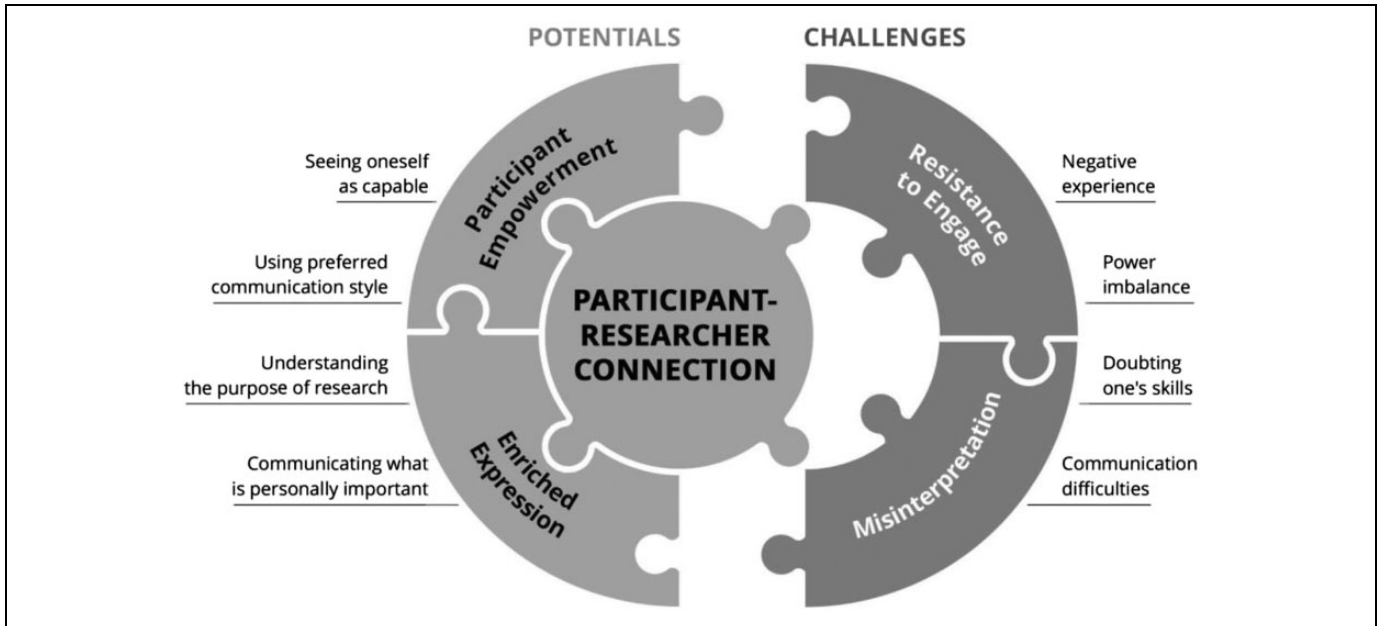 POTENTIALS
CHALLENGES
Participant
Empowerment
Seeing oneself
as capable
Using preferred
communication style
Understanding
the purpose of research
Communicating what
is personally important
Enriched
Expression
PARTICIPANT-
RESEARCHER
CONNECTION
Resistance
to Engage
Negative
experience
Power
imbalance
Doubting
one's skills
Communication
difficulties
Misinterpretation